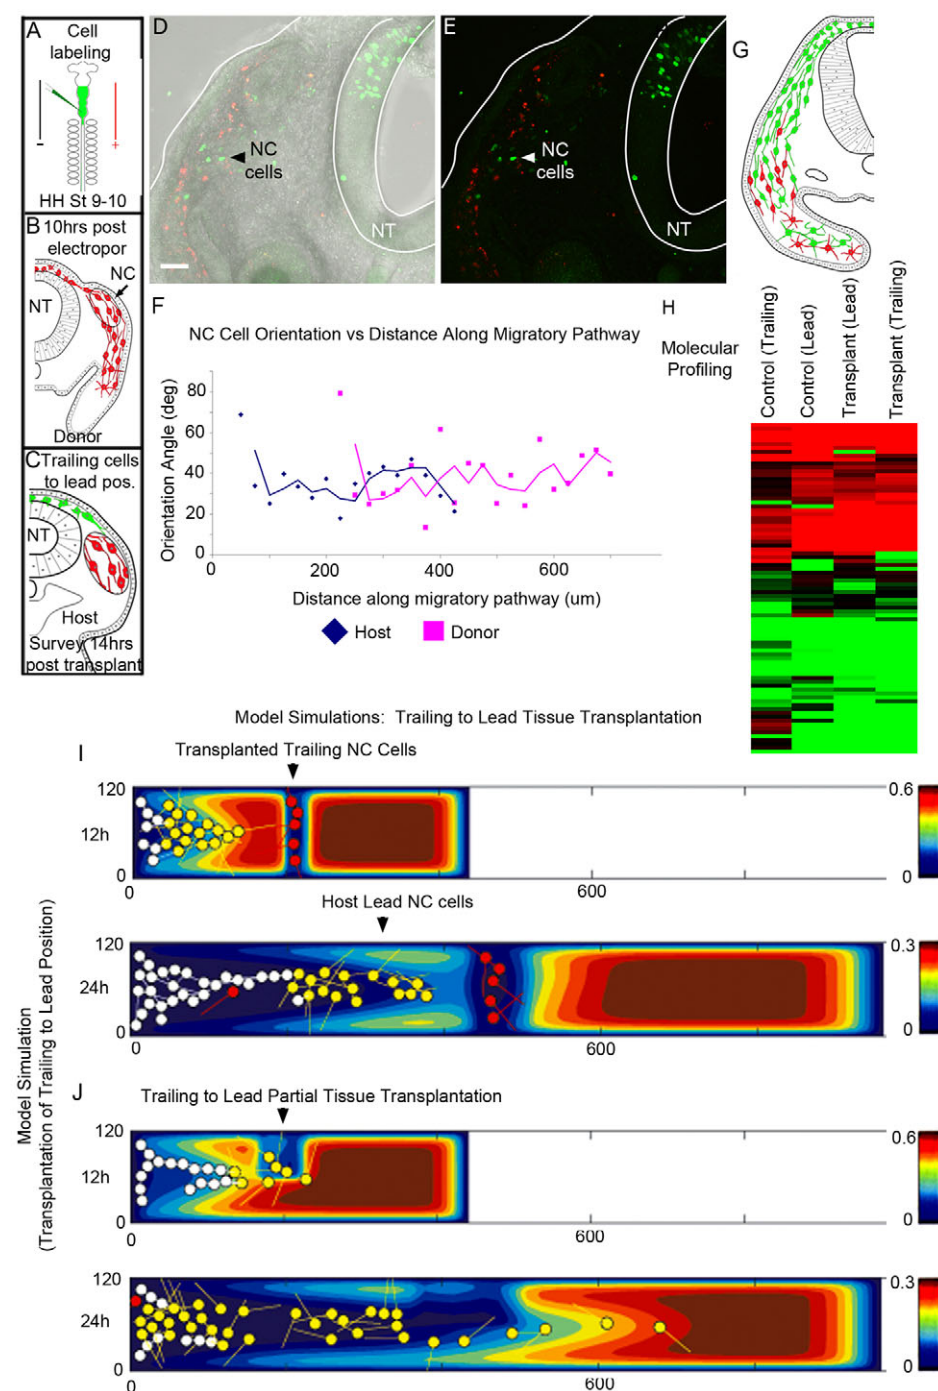 A
Cell
labeling
-
+
HH St 9-10
B
10hrs post
electropor
NC
NT
Donor
C
Trailing cells
to lead pos.
NT
Host
Survey 14hrs
post transplant
D
NC
cells
NT
E
NC
cells
NT
G
F
NC Cell Orientation vs Distance Along Migratory Pathway
Orientation Angle (deg)
80
60
40
20
0
200
400
600
Distance along migratory pathway (um)
Host
Donor
H
Molecular
Profiling
Control (Trailing)
Control (Lead)
Transplant (Lead)
Transplant (Trailing)
Model Simulations: Trailing to Lead Tissue Transplantation
Model Simulation
(Transplantation of Trailing to Lead Position)
I
Transplanted Trailing NC Cells
120
12h
0
0
600
0.6
0
Host Lead NC cells
120
24h
0
0
600
0.3
0
J
Trailing to Lead Partial Tissue Transplantation
120
12h
0
0
600
0.6
0
120
24h
0
0
600
0.3
0